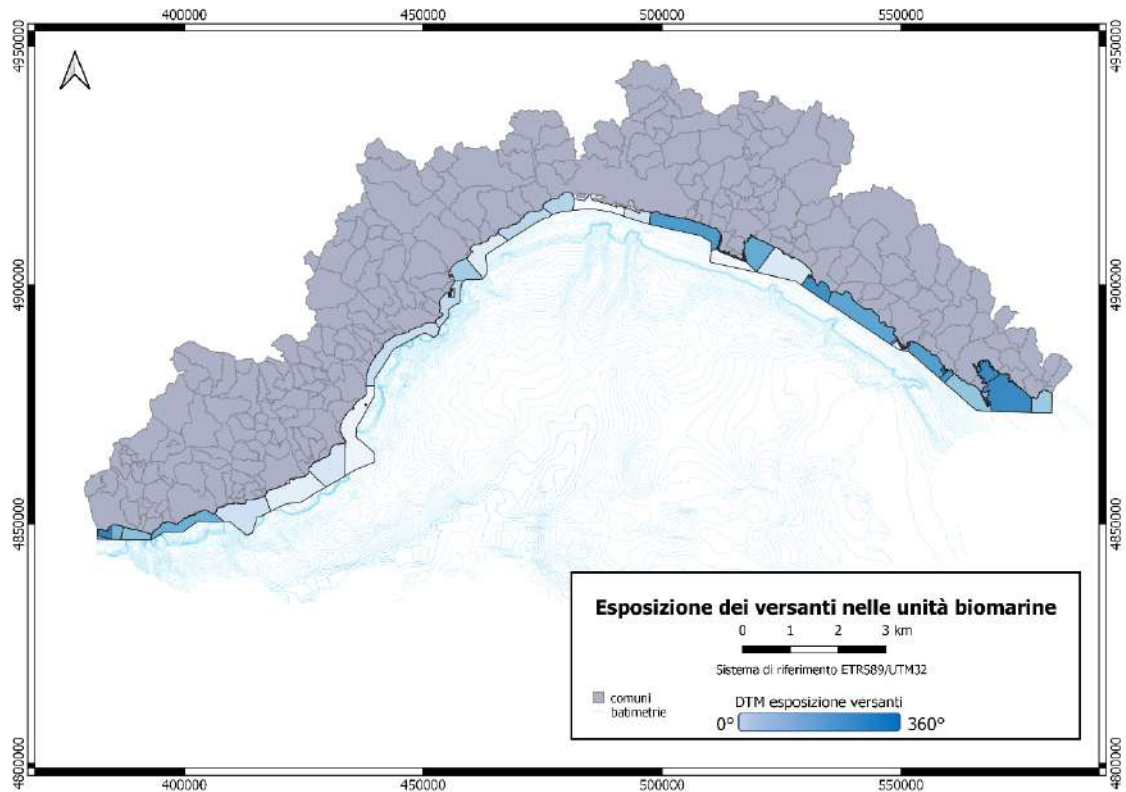 400000 450000 500000 550000
4950000 4950000
4900000 4900000
4850000 4850000
4800000 4800000
Esposizione dei versanti nelle unità biomarine
0 1 2 3 km
Sistema di riferimento ETRS89/UTM32
comuni
batimetrie
DTM esposizione versanti
0° 360°
400000 450000 500000 550000